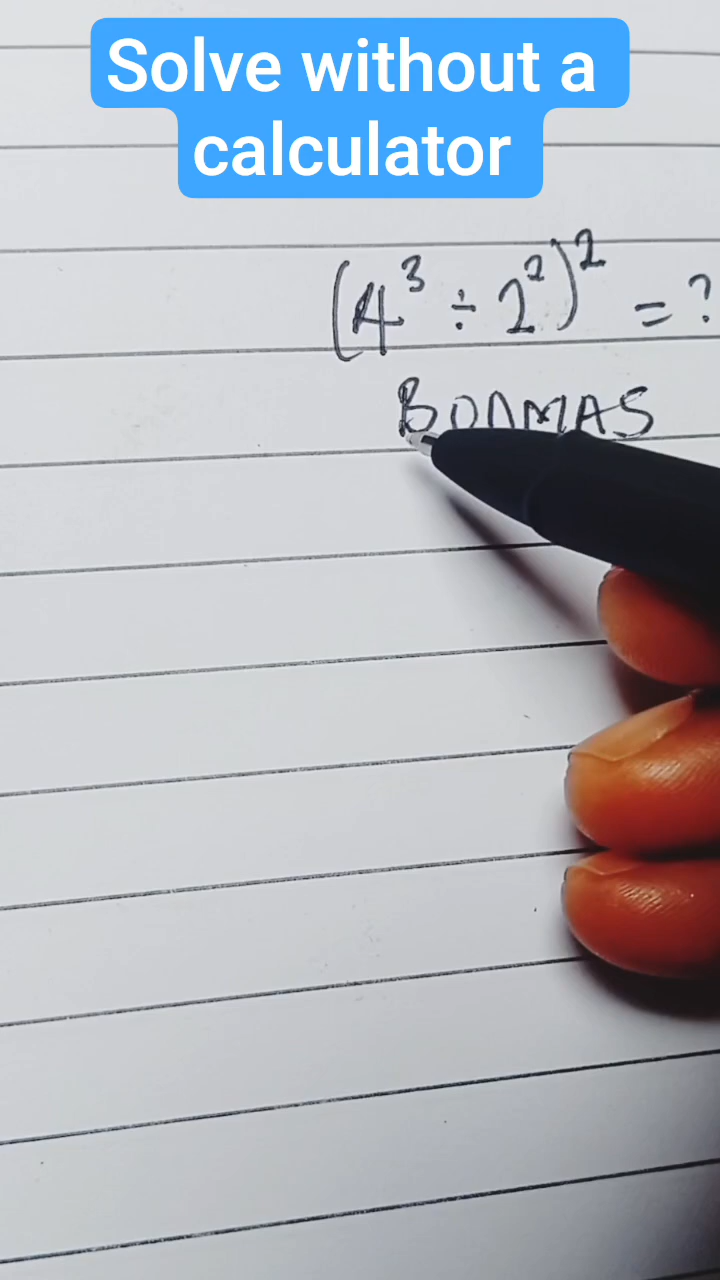 Solve without a
calculator
(4³ ÷ 2²)² = ?
BODMAS